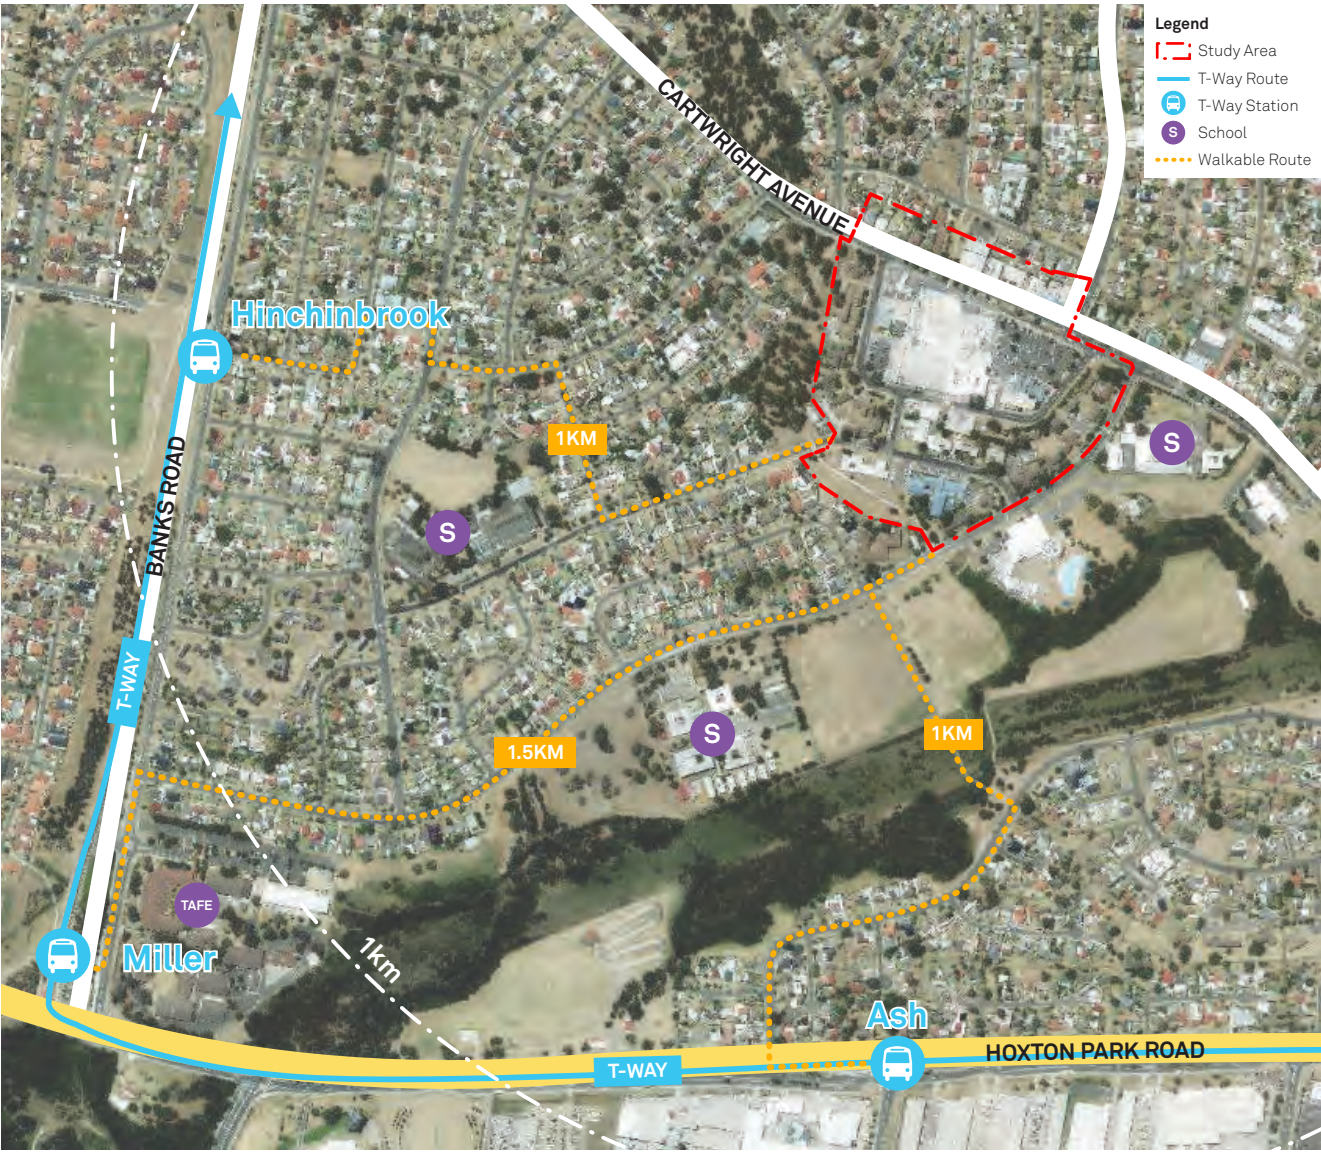 Legend
Study Area
T-Way Route
T-Way Station
S
School
Walkable Route
CARTWRIGHT AVENUE
Hinchinbrook
1KM
S
BANKS ROAD
S
T-WAY
1.5KM
S
1KM
TAFE
Miller
1km
Ash
T-WAY
HOXTON PARK ROAD